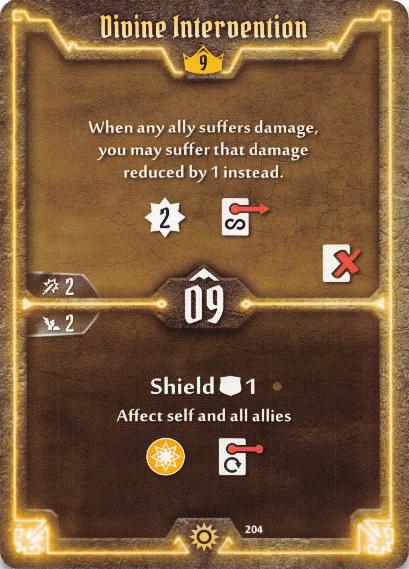 Divine Intervention
9
When any ally suffers damage,
you may suffer that damage
reduced by 1 instead.
2
2
09
2
Shield 1
Affect self and all allies
204